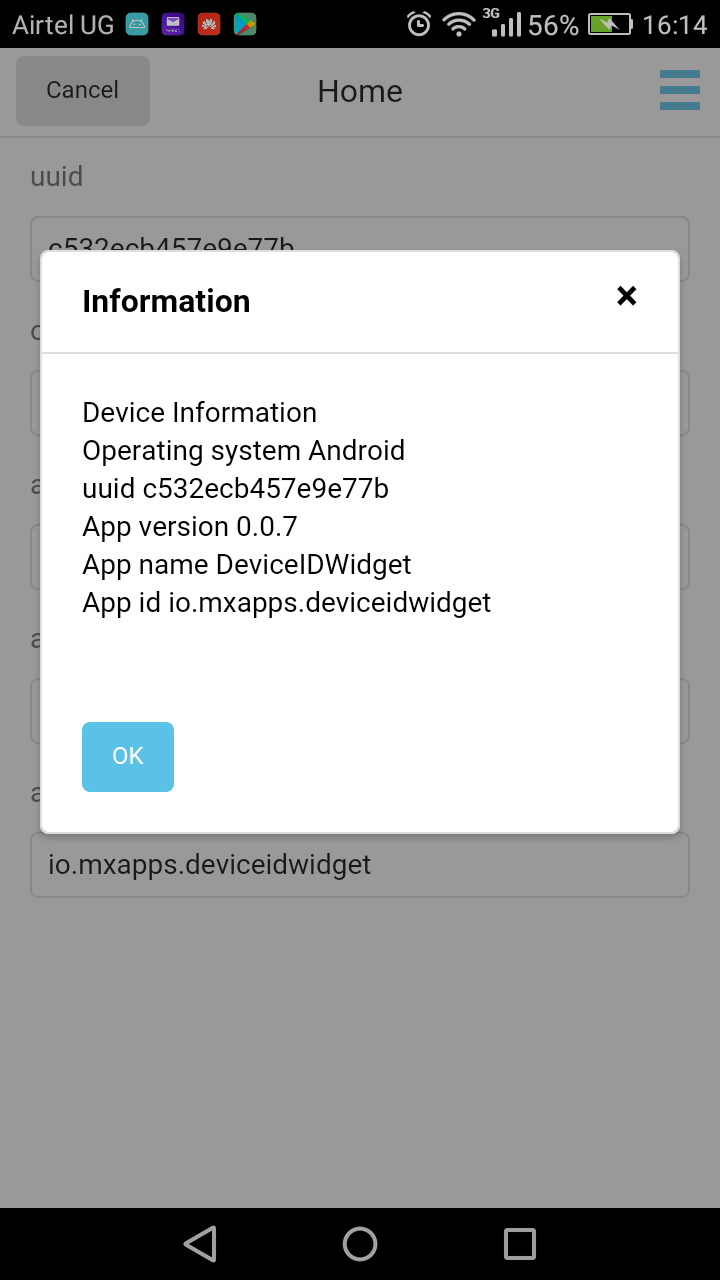 Airtel UG
3G
56%
16:14
Cancel
Home
uuid
c532ecb457e9e77b
Information
Device Information
Operating system Android
uuid c532ecb457e9e77b
App version 0.0.7
App name DeviceIDWidget
App id io.mxapps.deviceidwidget
OK
io.mxapps.deviceidwidget